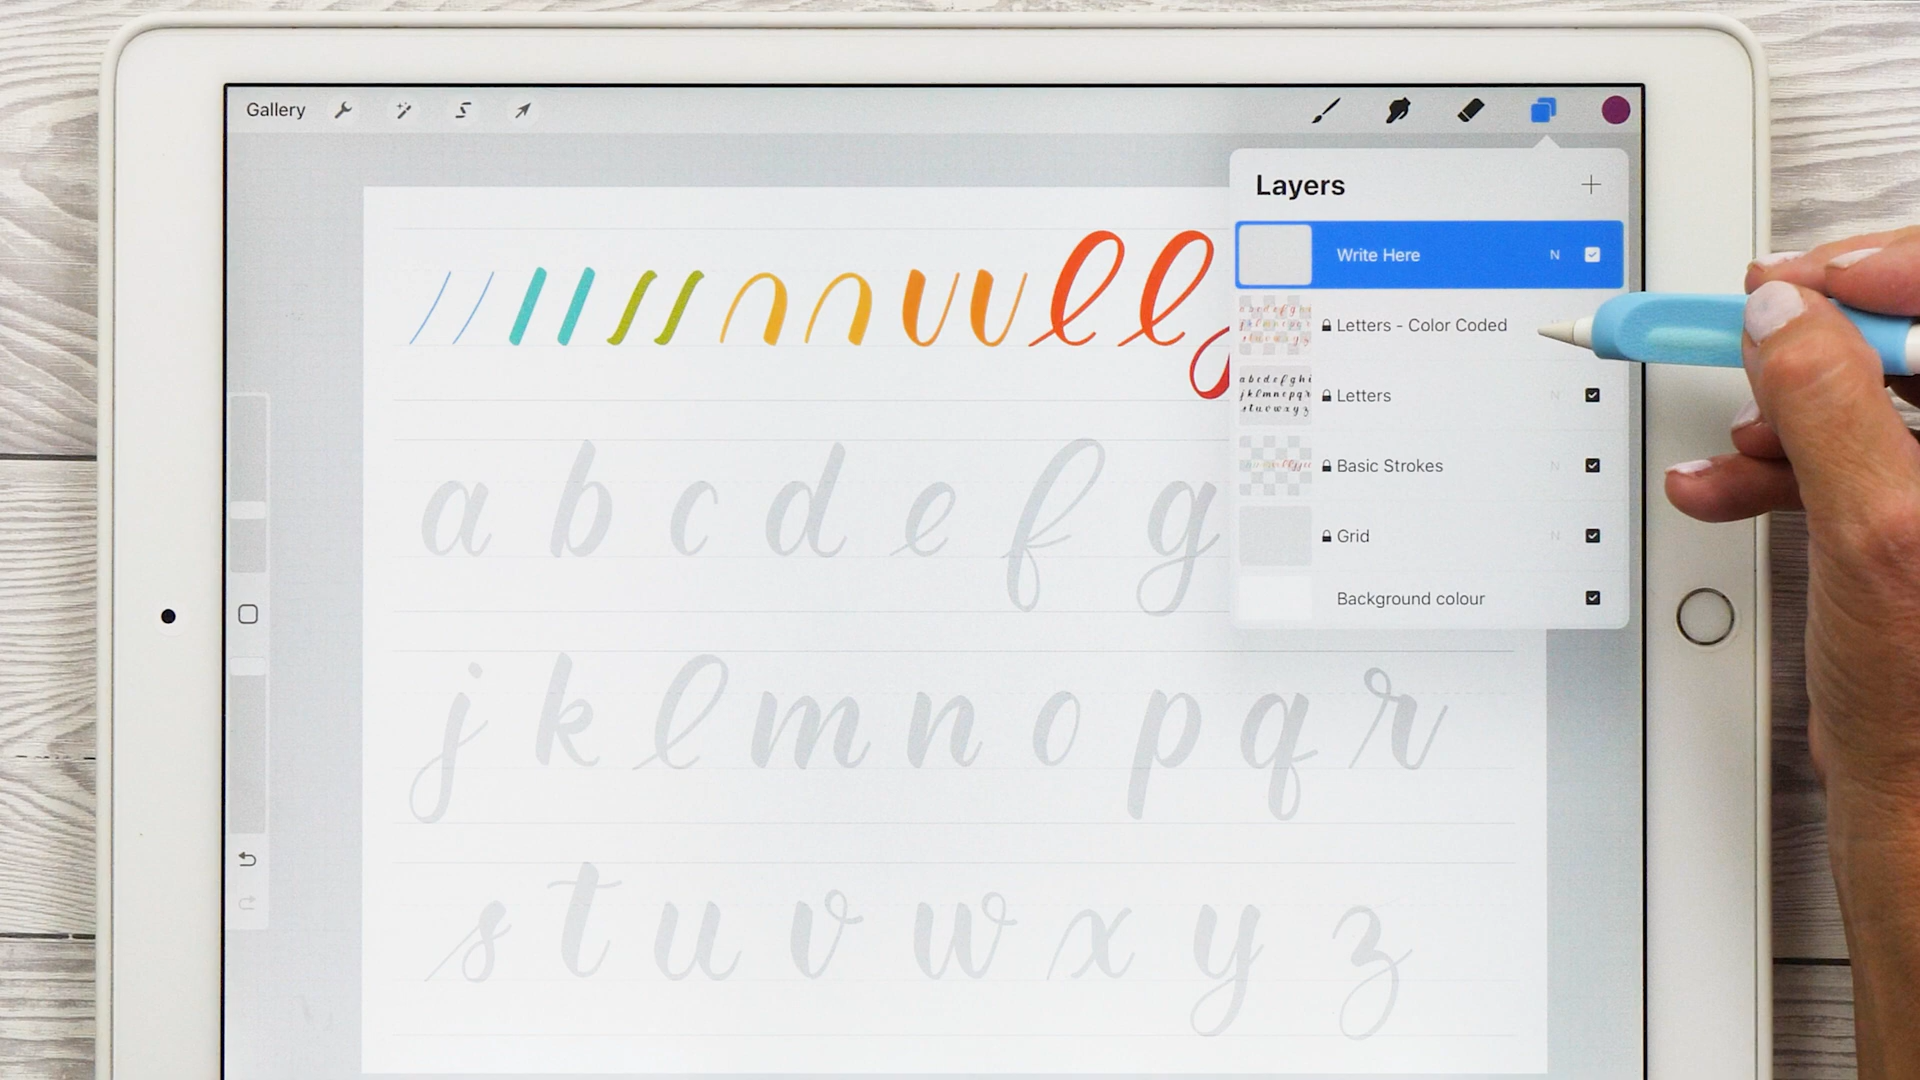 Gallery
Layers
Write Here N
Letters - Color Coded
Letters N
Basic Strokes N
Grid N
Background colour
a b c d e f g h i
j k l m n o p q r
s t u v w x y z
a b c d e f g
j k l m n o p q r
s t u v w x y z